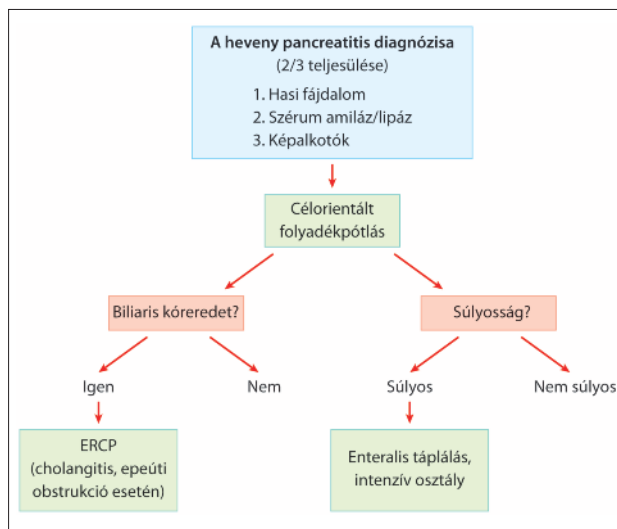 A heveny pancreatitis diagnózisa
(2/3 teljesülése)
1. Hasi fájdalom
2. Szérum amiláz/lipáz
3. Képalkotók
Célorientált
folyadékpótlás
Biliaris kóreredet?
Súlyosság?
Igen
Nem
Súlyos
Nem súlyos
ERCP
(cholangitis, epeúti
obstrukció esetén)
Enteralis táplálás,
intenzív osztály